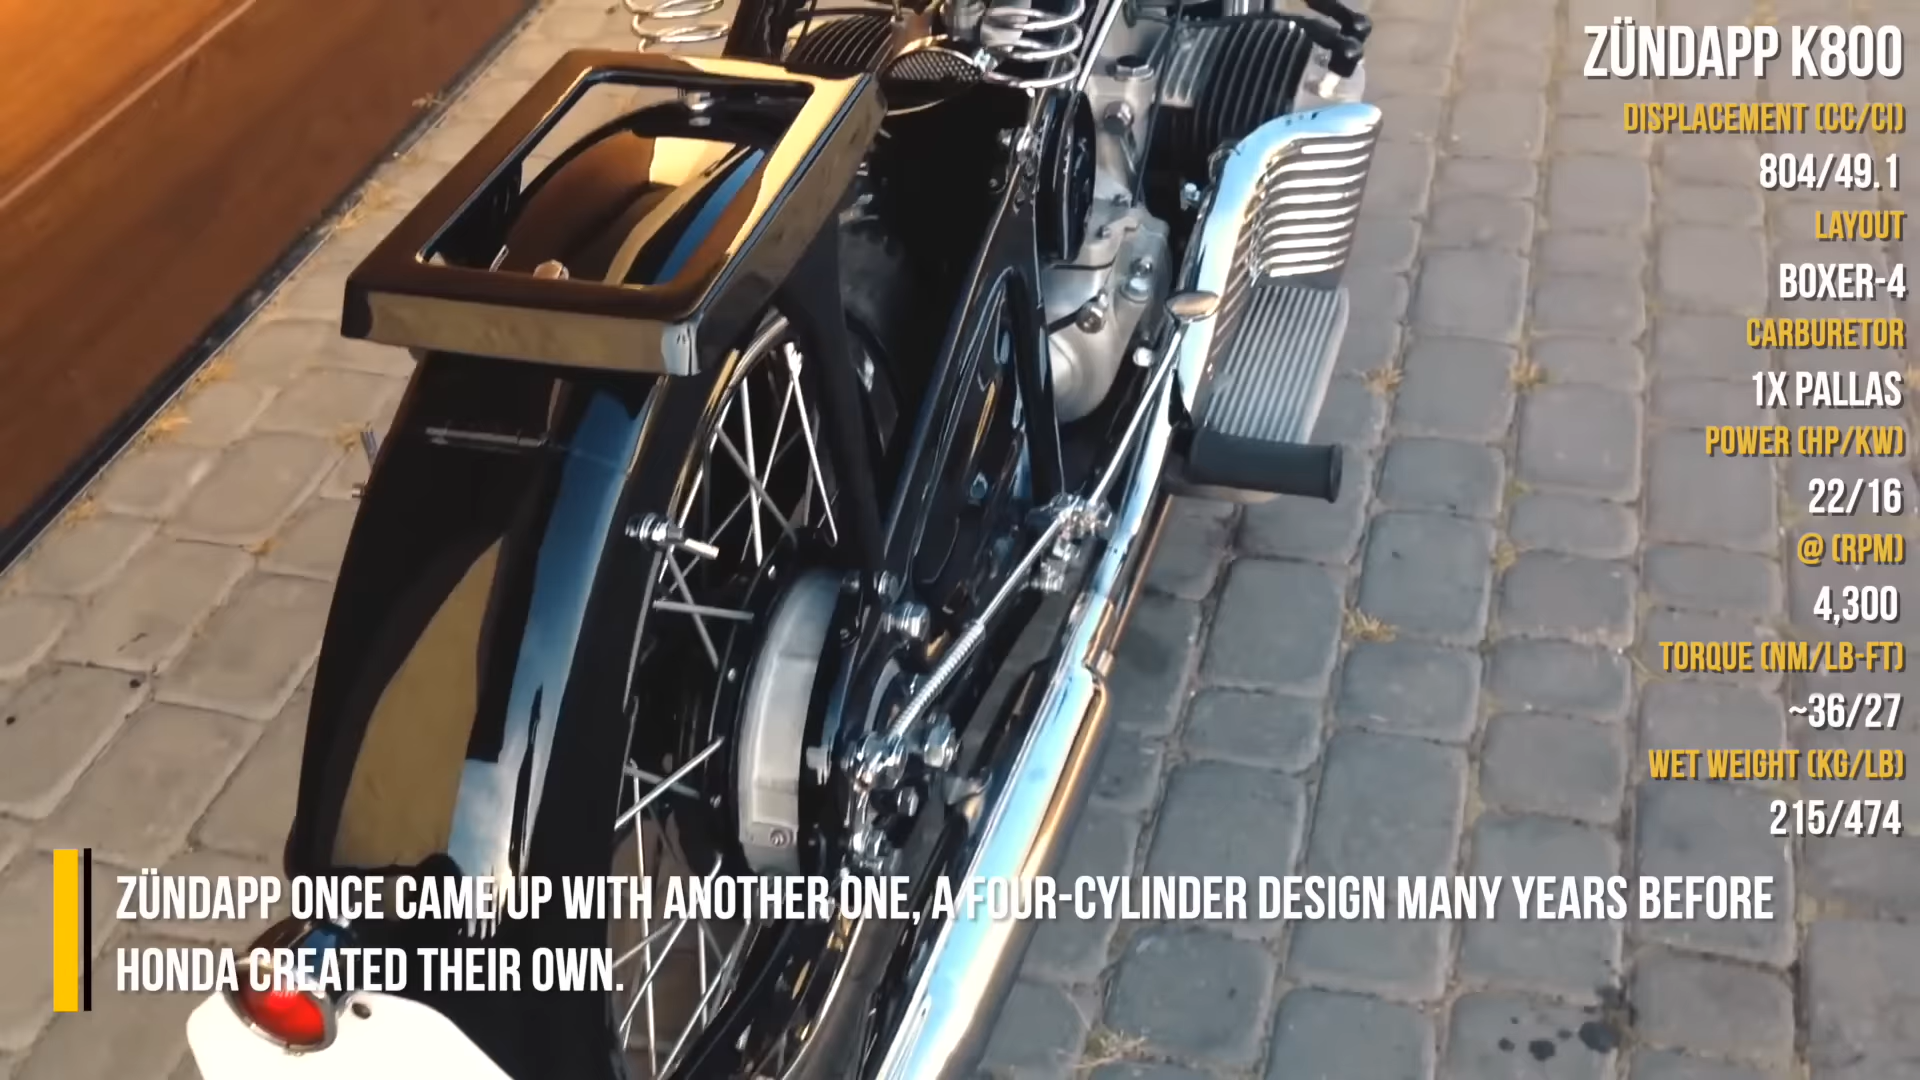 ZÜNDAPP K800
DISPLACEMENT (CC/CI)
804/49.1
LAYOUT
BOXER-4
CARBURETOR
1X PALLAS
POWER (HP/KW)
22/16
@ (RPM)
4,300
TORQUE (NM/LB-FT)
~36/27
WET WEIGHT (KG/LB)
215/474
ZÜNDAPP ONCE CAME UP WITH ANOTHER ONE, A FOUR-CYLINDER DESIGN MANY YEARS BEFORE
HONDA CREATED THEIR OWN.